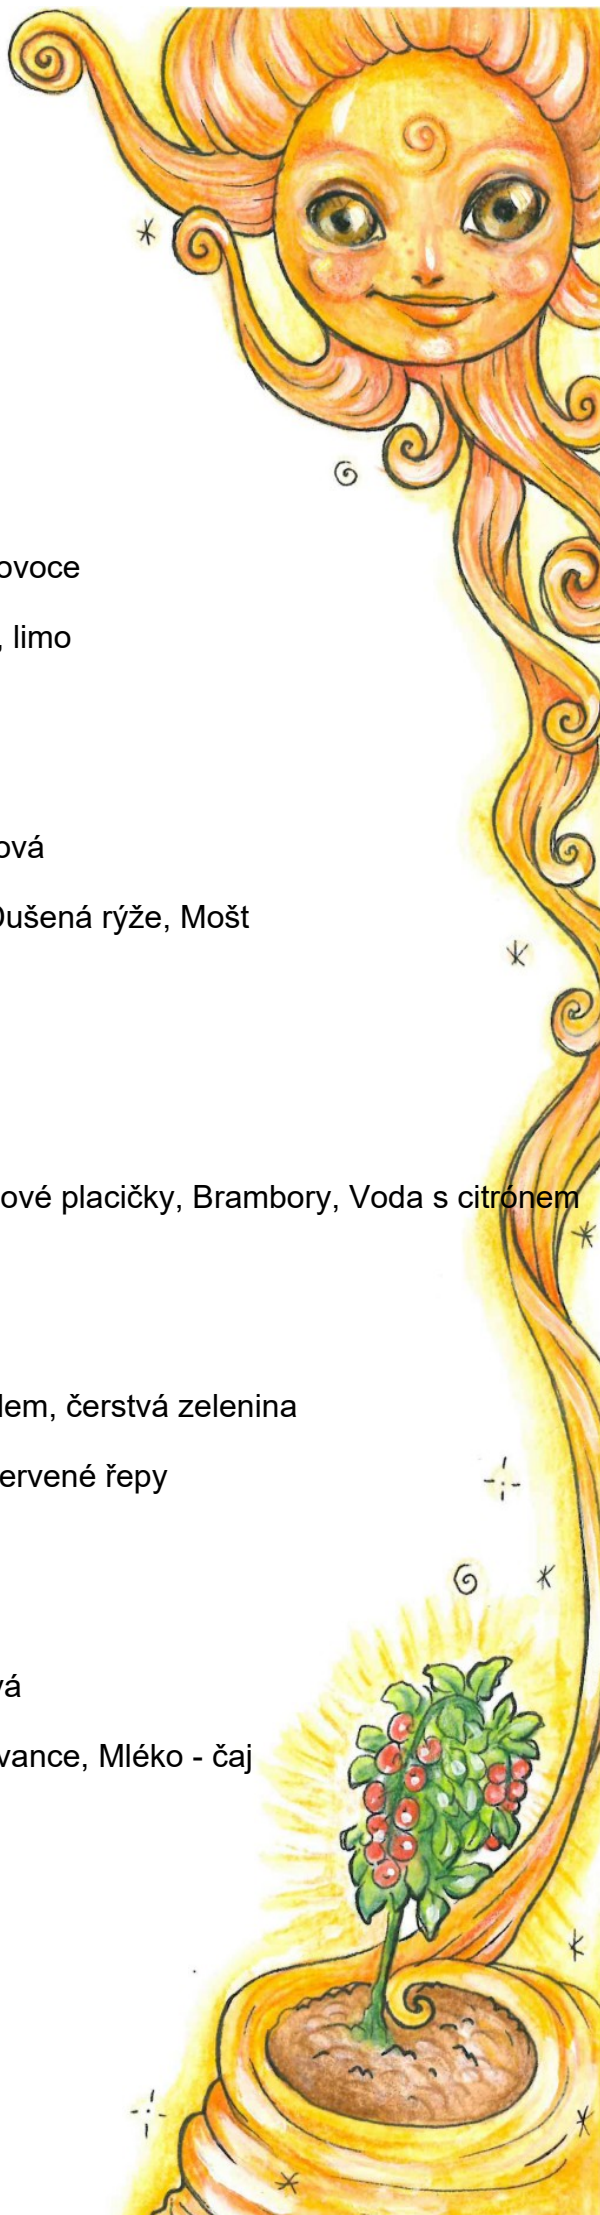 ovoce
, limo
ová
Dušená rýže, Mošt
ové placičky, Brambory, Voda s citrónem
lem, čerstvá zelenina
ervené řepy
vá
vance, Mléko - čaj